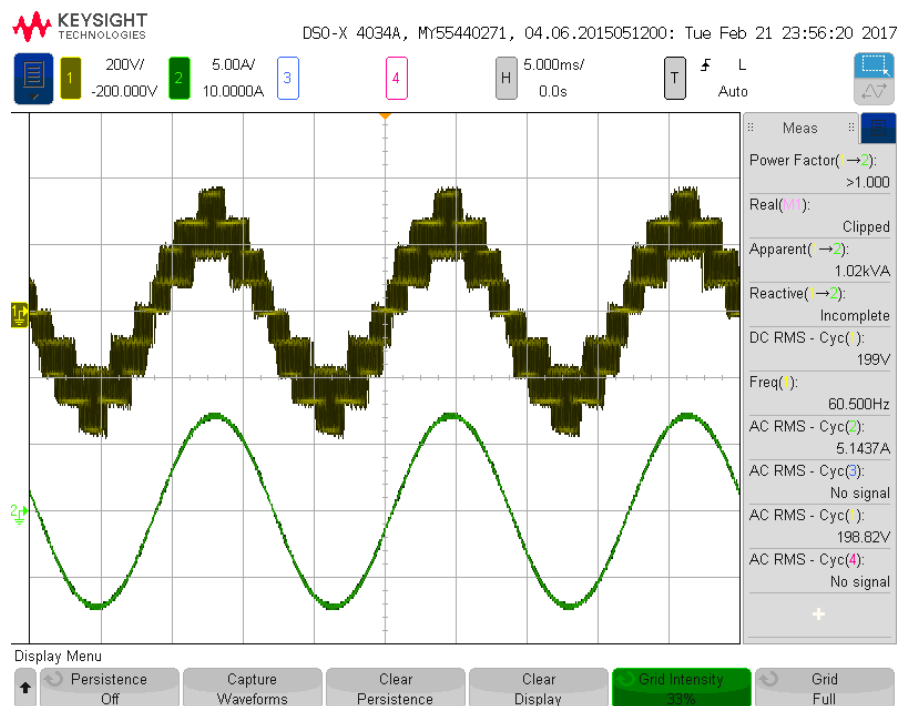 KEYSIGHT
TECHNOLOGIES
DSO-X 4034A, MY55440271, 04.06.2015051200: Tue Feb 21 23:56:20 2017
1 200V/ 2 5.00A/ 3 4 H 5.000ms/ T L
-200.000V 10.0000A 0.0s Auto
Meas
Power Factor(1→2):
>1.000
Real(M1):
Clipped
Apparent(1→2):
1.02kVA
Reactive(1→2):
Incomplete
DC RMS - Cyc(1):
199V
Freq(1):
60.500Hz
AC RMS - Cyc(2):
5.1437A
AC RMS - Cyc(3):
No signal
AC RMS - Cyc(1):
198.82V
AC RMS - Cyc(4):
No signal
1
2
Display Menu
Persistence
Off
Capture
Waveforms
Clear
Persistence
Clear
Display
Grid Intensity
33%
Grid
Full